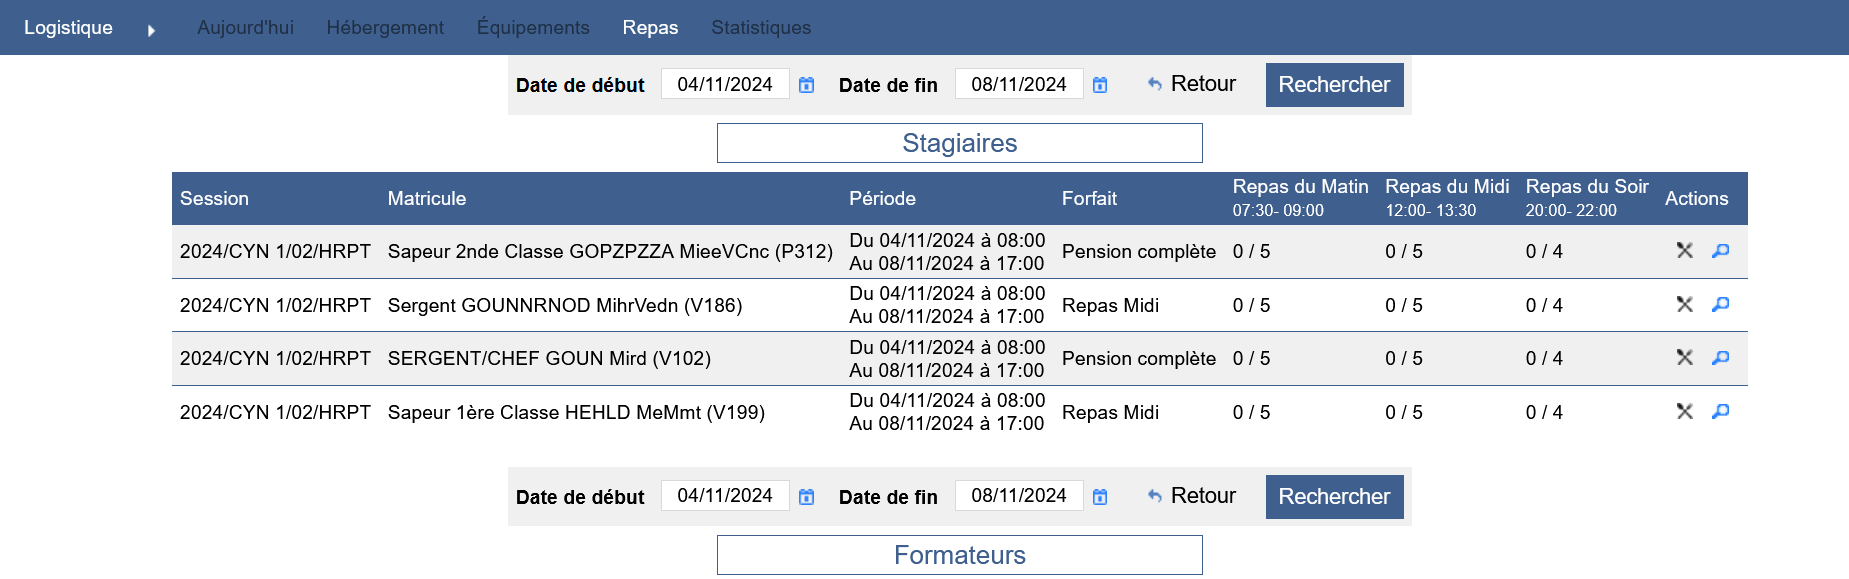 Logistique Aujourd'hui Hébergement Équipements Repas Statistiques
Date de début 04/11/2024 Date de fin 08/11/2024 Retour Rechercher
Stagiaires
Session Matricule Période Forfait Repas du Matin Repas du Midi Repas du Soir Actions
07:30- 09:00 12:00- 13:30 20:00- 22:00
2024/CYN 1/02/HRPT Sapeur 2nde Classe GOPZPZZA MieeVCnc (P312) Du 04/11/2024 à 08:00 Pension complète 0 / 5 0 / 5 0 / 4
Au 08/11/2024 à 17:00
2024/CYN 1/02/HRPT Sergent GOUNNRNOD MihrVedn (V186) Du 04/11/2024 à 08:00 Repas Midi 0 / 5 0 / 5 0 / 4
Au 08/11/2024 à 17:00
2024/CYN 1/02/HRPT SERGENT/CHEF GOUN Mird (V102) Du 04/11/2024 à 08:00 Pension complète 0 / 5 0 / 5 0 / 4
Au 08/11/2024 à 17:00
2024/CYN 1/02/HRPT Sapeur 1ère Classe HEHLD MeMmt (V199) Du 04/11/2024 à 08:00 Repas Midi 0 / 5 0 / 5 0 / 4
Au 08/11/2024 à 17:00
Date de début 04/11/2024 Date de fin 08/11/2024 Retour Rechercher
Formateurs